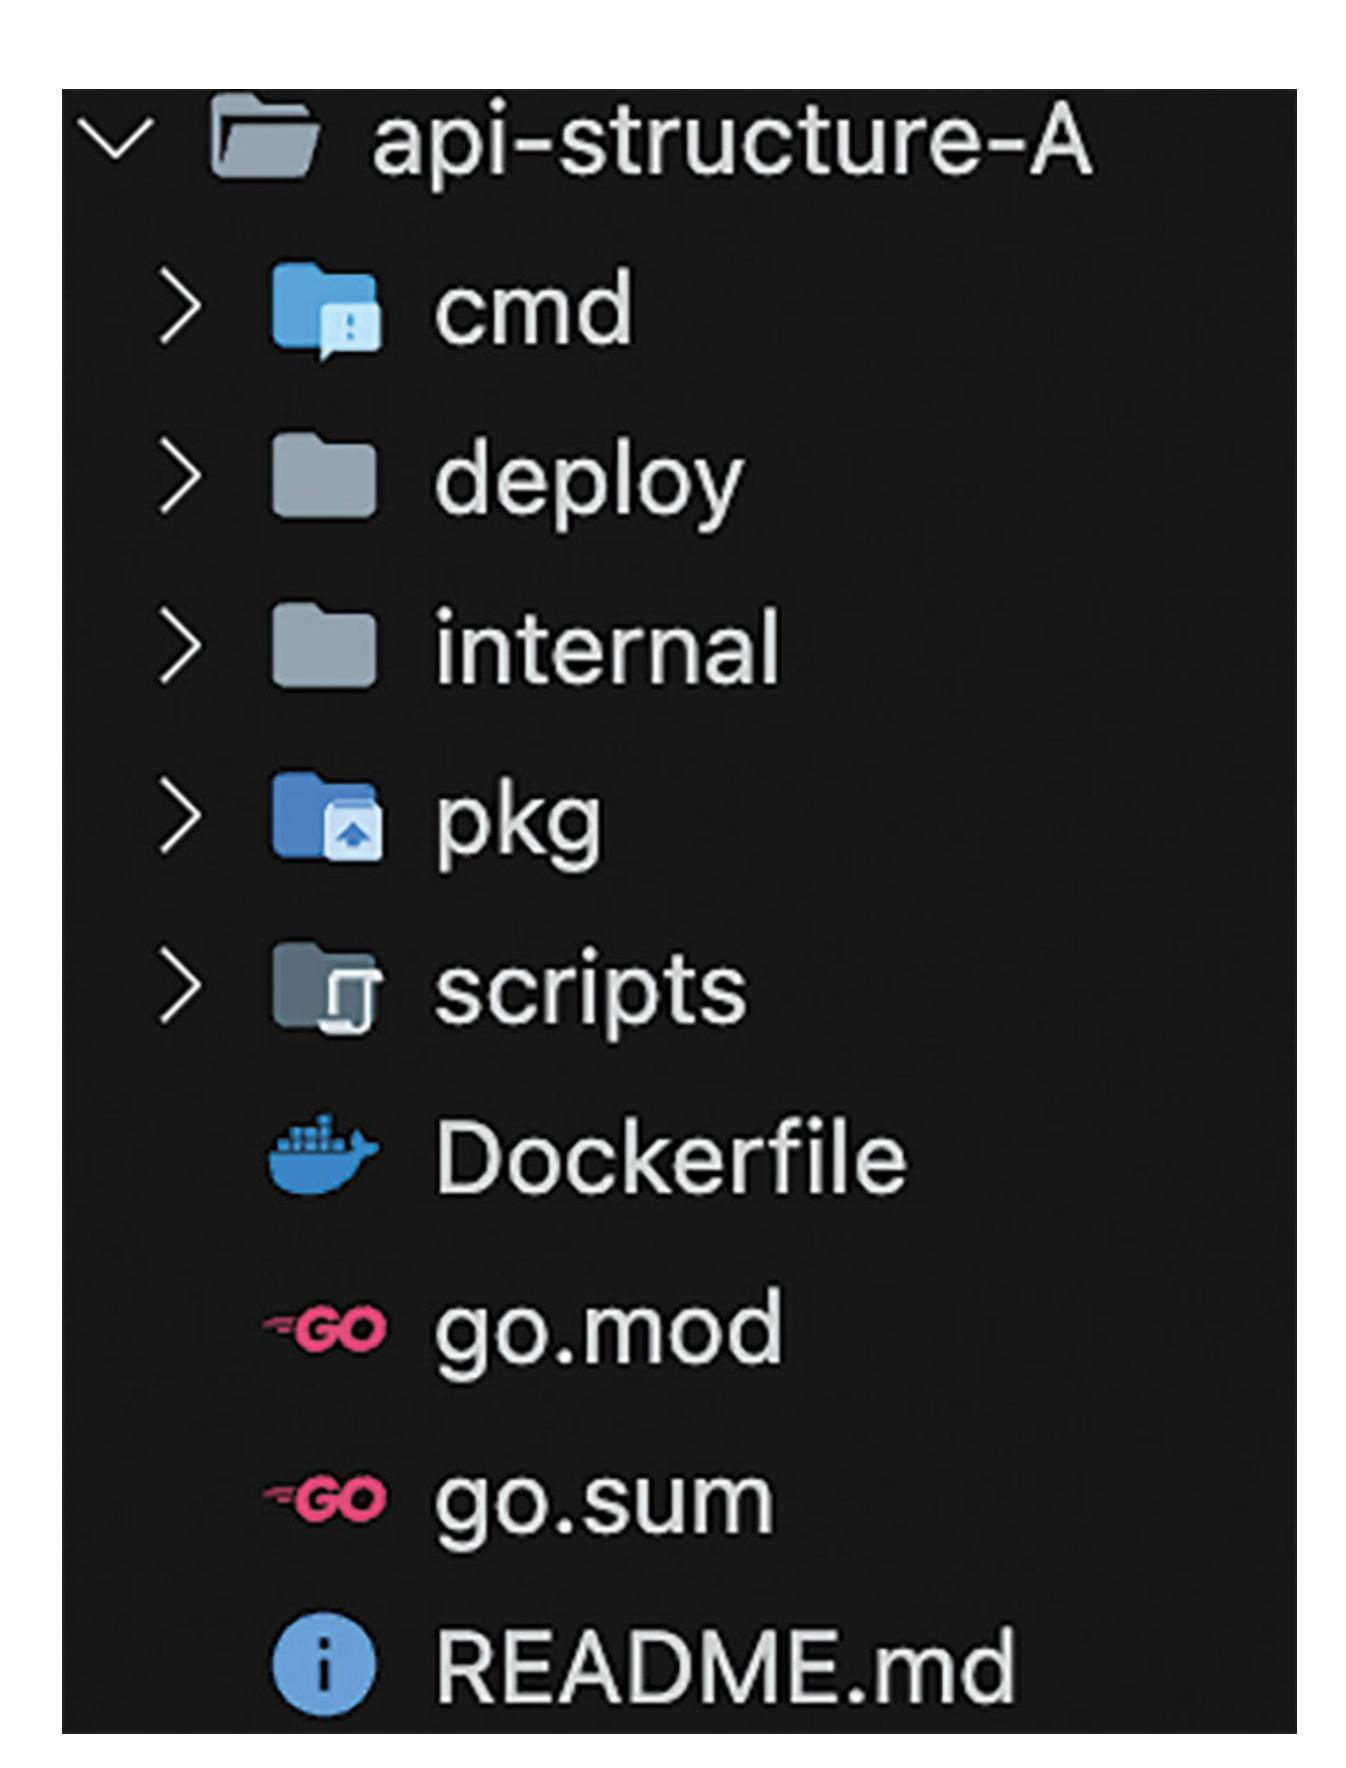 api-structure-A
cmd
deploy
internal
pkg
scripts
Dockerfile
GO go.mod
GO go.sum
README.md